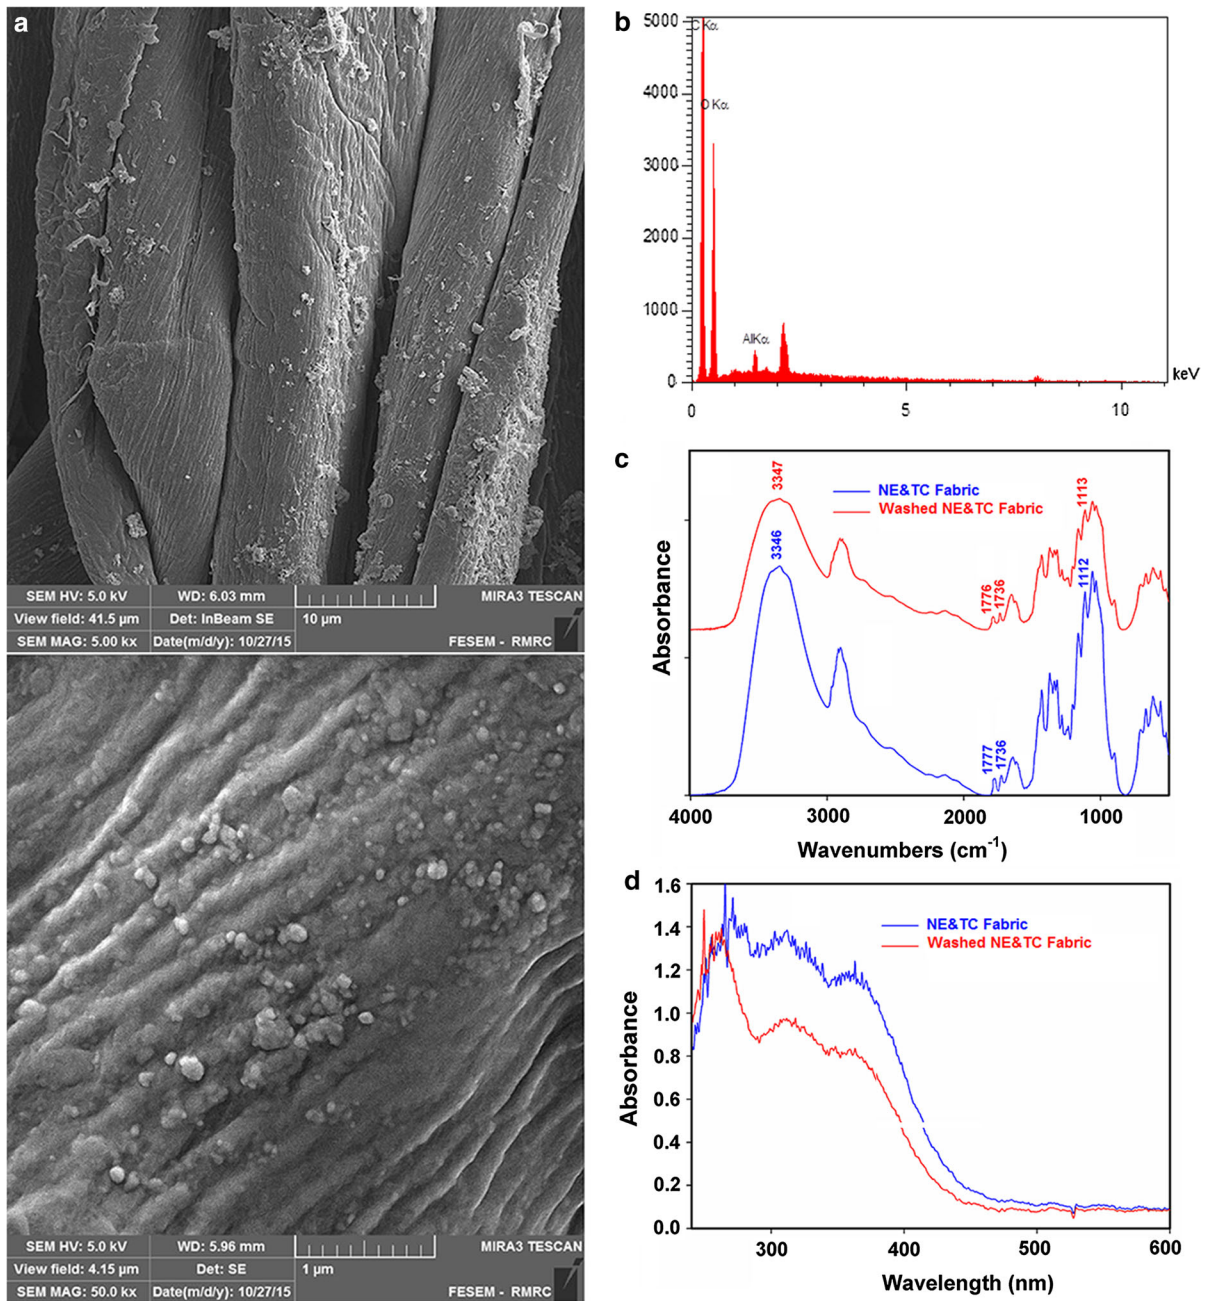 a
SEM HV: 5.0 kV WD: 6.03 mm MIRA3 TESCAN
View field: 41.5 µm Det: InBeam SE 10 µm
SEM MAG: 5.00 kx Date(m/d/y): 10/27/15 FESEM - RMRC
SEM HV: 5.0 kV WD: 5.96 mm MIRA3 TESCAN
View field: 4.15 µm Det: SE 1 µm
SEM MAG: 50.0 kx Date(m/d/y): 10/27/15 FESEM - RMRC
b
5000
4000
3000
2000
1000
0
C Kα
O Kα
AlKα
0 5 10
keV
c
Absorbance
3347
3346
NE&TC Fabric
Washed NE&TC Fabric
1776
1736
1113
1777
1736
1112
4000 3000 2000 1000
Wavenumbers (cm-1)
d
Absorbance
1.6
1.4
1.2
1.0
0.8
0.6
0.4
0.2
0.0
NE&TC Fabric
Washed NE&TC Fabric
300 400 500 600
Wavelength (nm)